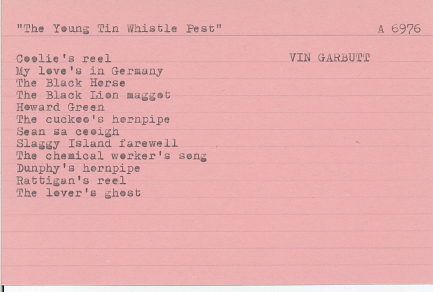 "The Young Tin Whistle Pest" A 6976
Coolie's reel VIN GARBUTT
My love's in Germany
The Black Horse
The Black Lion maggot
Howard Green
The cuckoo's hornpipe
Sean sa ceoigh
Slaggy Island farewell
The chemical worker's song
Dunphy's hornpipe
Rattigan's reel
The lover's ghost